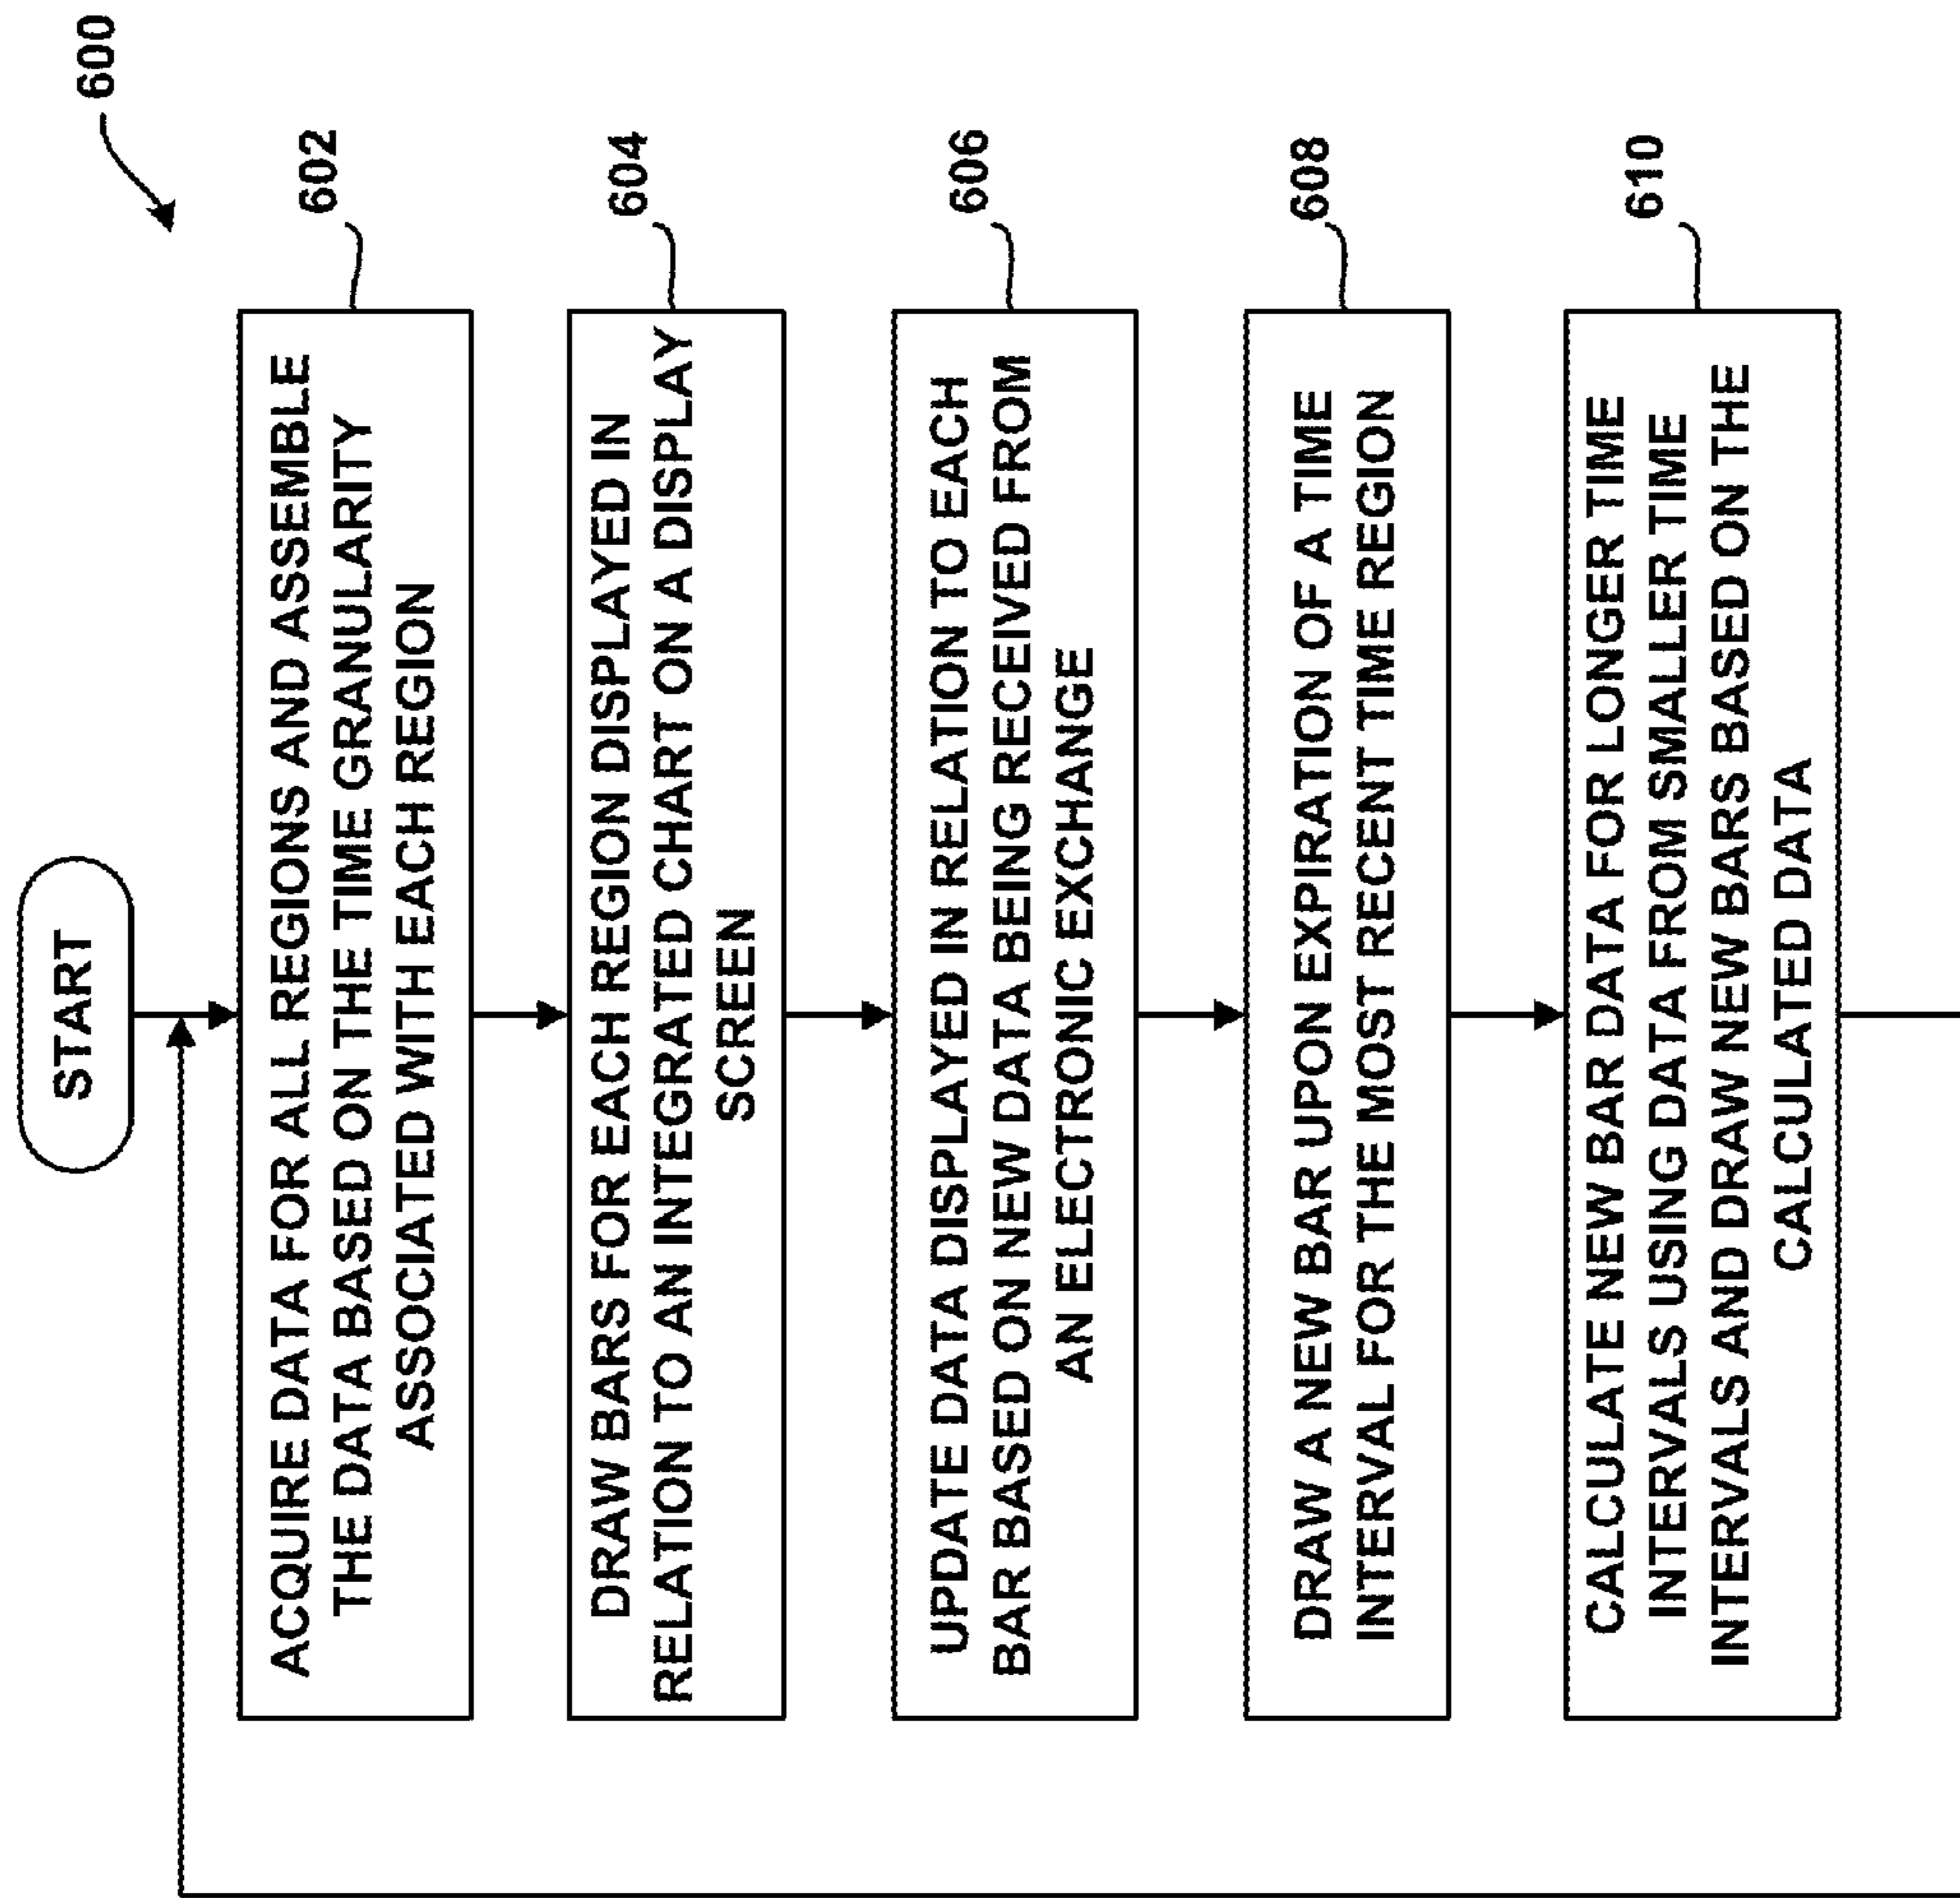 600
START
ACQUIRE DATA FOR ALL REGIONS AND ASSEMBLE
THE DATA BASED ON THE TIME GRANULARITY
ASSOCIATED WITH EACH REGION
602
DRAW BARS FOR EACH REGION DISPLAYED IN
RELATION TO AN INTEGRATED CHART ON A DISPLAY
SCREEN
604
UPDATE DATA DISPLAYED IN RELATION TO EACH
BAR BASED ON NEW DATA BEING RECEIVED FROM
AN ELECTRONIC EXCHANGE
606
DRAW A NEW BAR UPON EXPIRATION OF A TIME
INTERVAL FOR THE MOST RECENT TIME REGION
608
CALCULATE NEW BAR DATA FOR LONGER TIME
INTERVALS USING DATA FROM SMALLER TIME
INTERVALS AND DRAW NEW BARS BASED ON THE
CALCULATED DATA
610